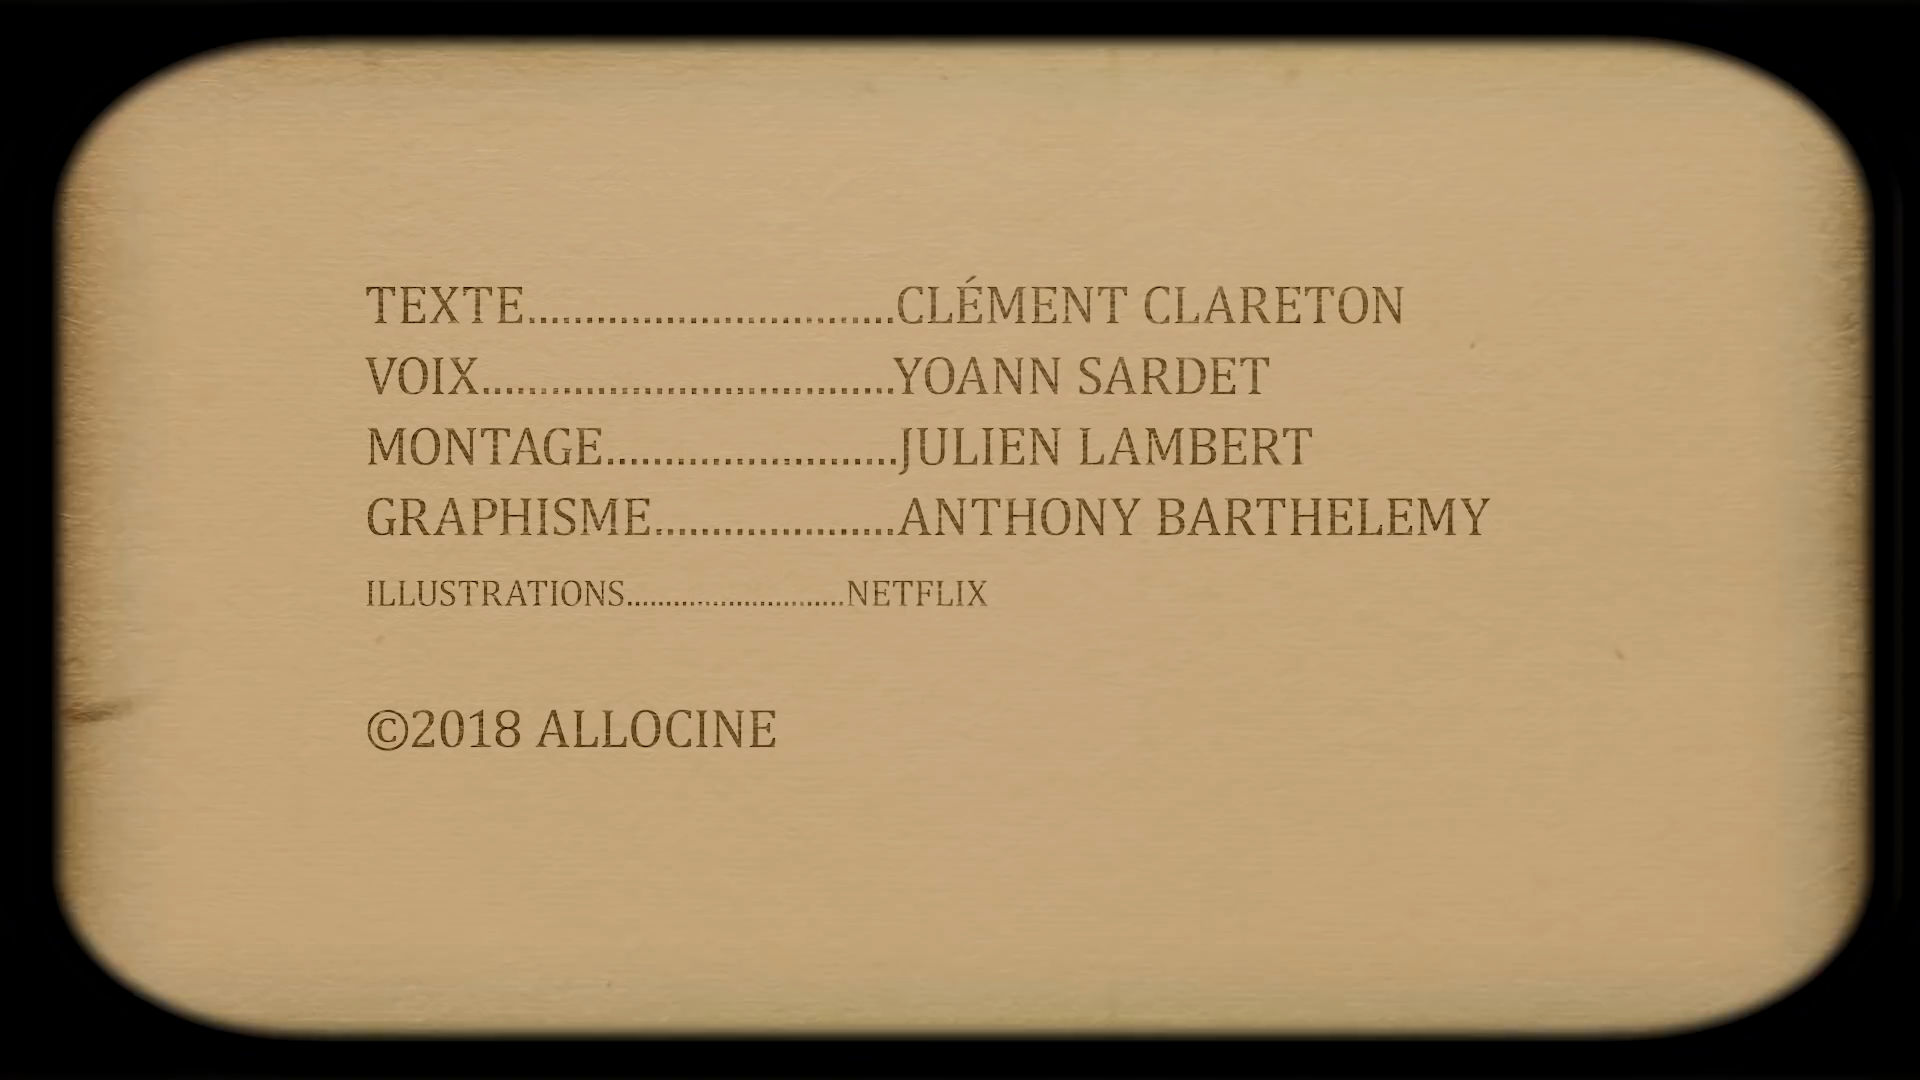 TEXTE...............................CLÉMENT CLARETON
VOIX...................................YOANN SARDET
MONTAGE.........................JULIEN LAMBERT
GRAPHISME.....................ANTHONY BARTHELEMY
ILLUSTRATIONS...........................NETFLIX
©2018 ALLOCINE